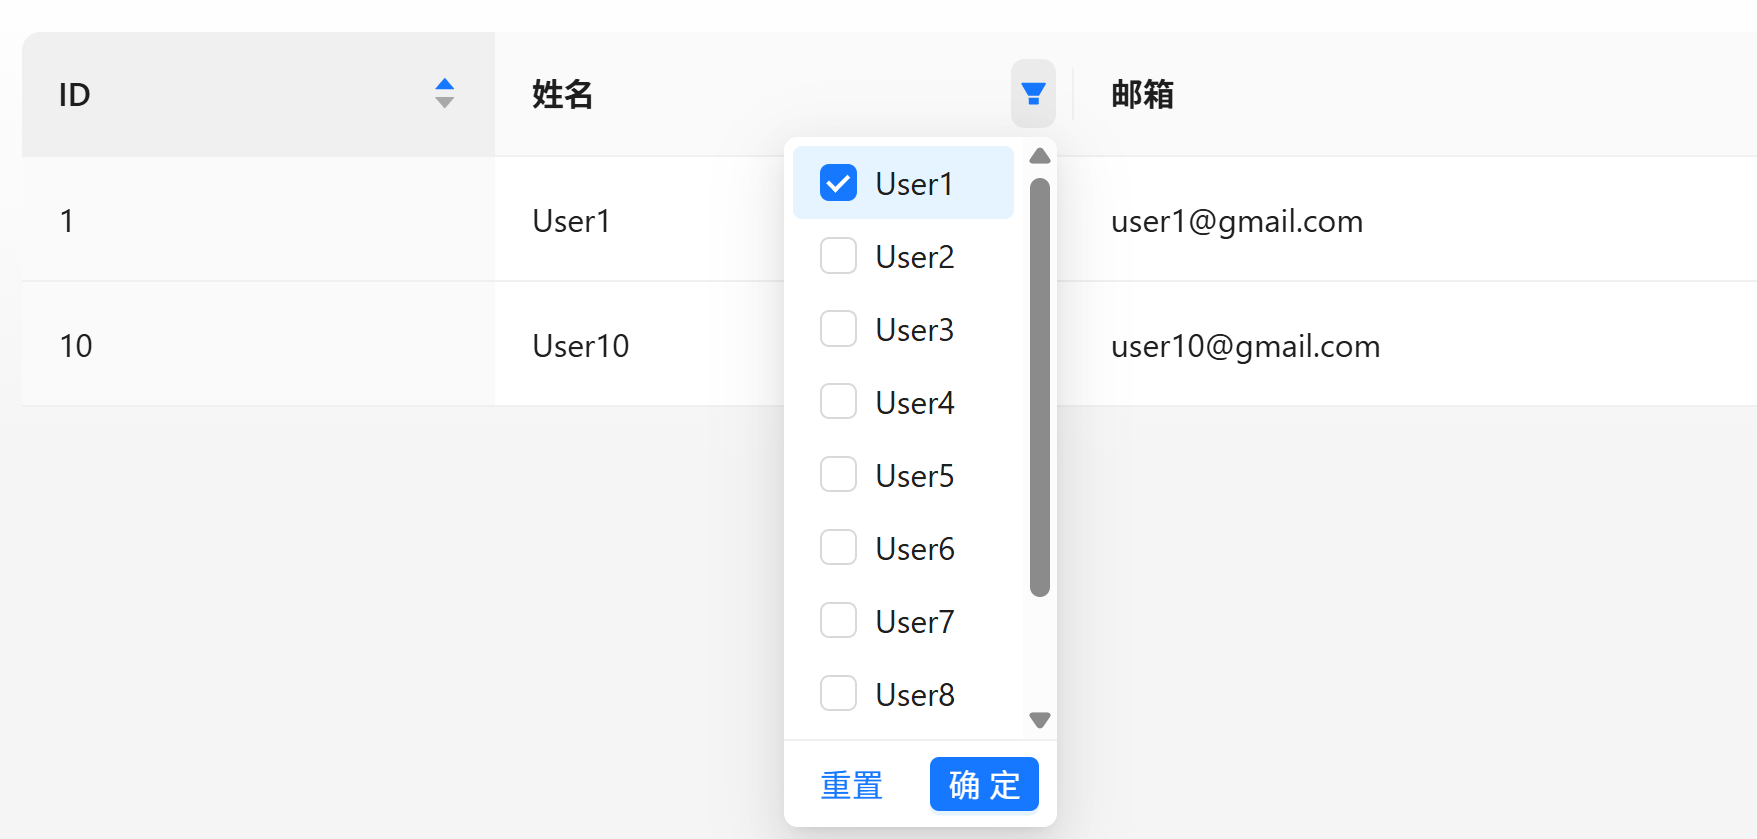 ID 姓名 邮箱
1 User1 user1@gmail.com
10 User10 user10@gmail.com
User1
User2
User3
User4
User5
User6
User7
User8
重置 确 定